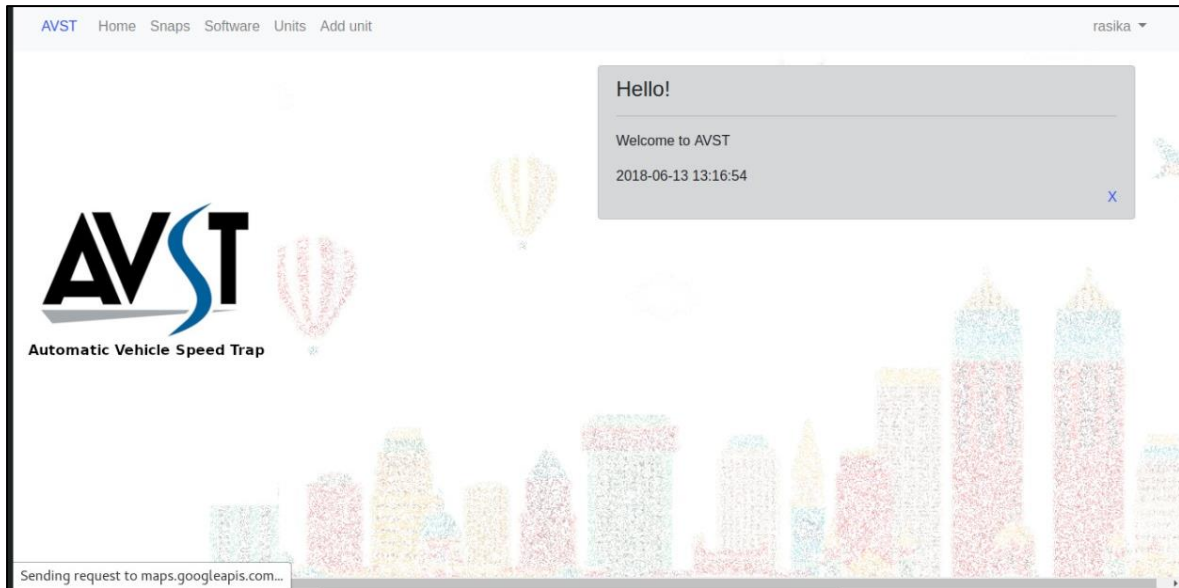 AVST Home Snaps Software Units Add unit rasika
Hello!
Welcome to AVST
2018-06-13 13:16:54
X
AVST
Automatic Vehicle Speed Trap
Sending request to maps.googleapis.com...